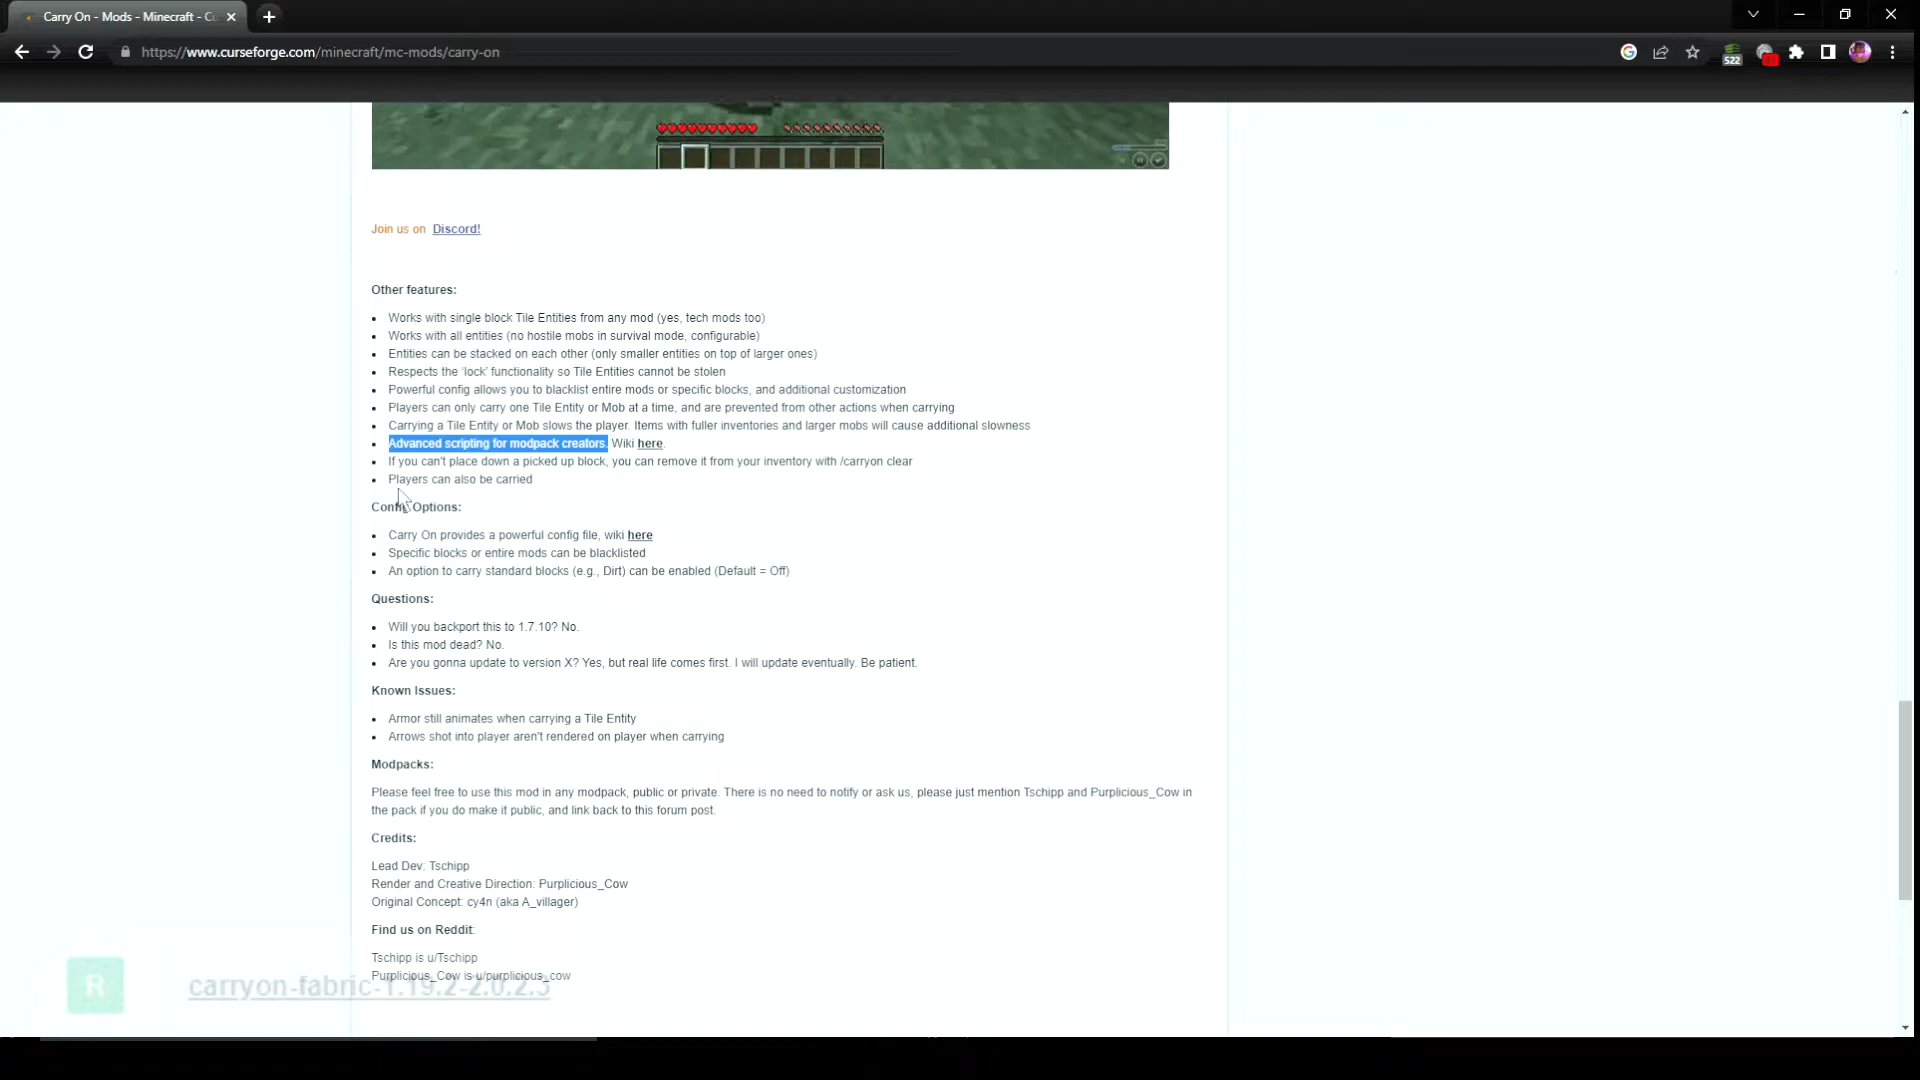 Carry On - Mods - Minecraft - Cu
https://www.curseforge.com/minecraft/mc-mods/carry-on
522
Join us on Discord!
Other features:
Works with single block Tile Entities from any mod (yes, tech mods too)
Works with all entities (no hostile mobs in survival mode, configurable)
Entities can be stacked on each other (only smaller entities on top of larger ones)
Respects the 'lock' functionality so Tile Entities cannot be stolen
Powerful config allows you to blacklist entire mods or specific blocks, and additional customization
Players can only carry one Tile Entity or Mob at a time, and are prevented from other actions when carrying
Carrying a Tile Entity or Mob slows the player. Items with fuller inventories and larger mobs will cause additional slowness
Advanced scripting for modpack creators. Wiki here.
If you can't place down a picked up block, you can remove it from your inventory with /carryon clear
Players can also be carried
Config Options:
Carry On provides a powerful config file, wiki here
Specific blocks or entire mods can be blacklisted
An option to carry standard blocks (e.g., Dirt) can be enabled (Default = Off)
Questions:
Will you backport this to 1.7.10? No.
Is this mod dead? No.
Are you gonna update to version X? Yes, but real life comes first. I will update eventually. Be patient.
Known Issues:
Armor still animates when carrying a Tile Entity
Arrows shot into player aren't rendered on player when carrying
Modpacks:
Please feel free to use this mod in any modpack, public or private. There is no need to notify or ask us, please just mention Tschipp and Purplicious_Cow in
the pack if you do make it public, and link back to this forum post.
Credits:
Lead Dev: Tschipp
Render and Creative Direction: Purplicious_Cow
Original Concept: cy4n (aka A_villager)
Find us on Reddit:
Tschipp is u/Tschipp
Purplicious_Cow is u/purplicious_cow
R
carryon-fabric-1.19.2-2.0.2.3